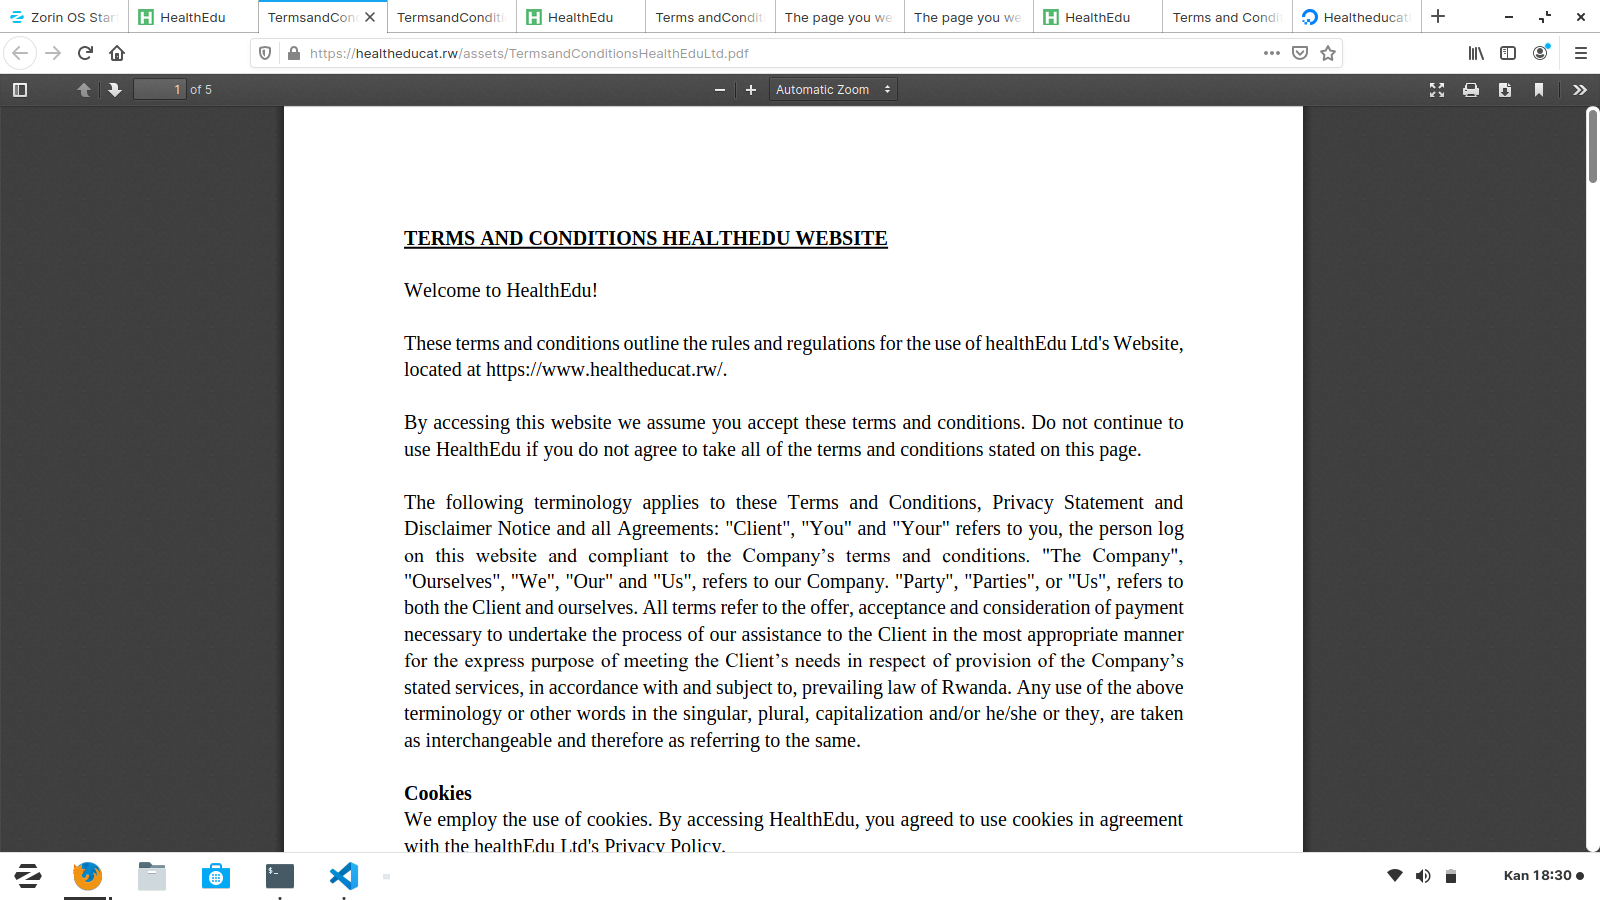 Zorin OS Star
HealthEdu
TermsandCon
TermsandConditi
HealthEdu
Terms andCondit
The page you we
The page you we
HealthEdu
Terms and Condi
Healtheducat
https://healtheducat.rw/assets/TermsandConditionsHealthEduLtd.pdf
1 of 5
Automatic Zoom
TERMS AND CONDITIONS HEALTHEDU WEBSITE
Welcome to HealthEdu!
These terms and conditions outline the rules and regulations for the use of healthEdu Ltd's Website,
located at https://www.healtheducat.rw/.
By accessing this website we assume you accept these terms and conditions. Do not continue to
use HealthEdu if you do not agree to take all of the terms and conditions stated on this page.
The following terminology applies to these Terms and Conditions, Privacy Statement and
Disclaimer Notice and all Agreements: "Client", "You" and "Your" refers to you, the person log
on this website and compliant to the Company’s terms and conditions. "The Company",
"Ourselves", "We", "Our" and "Us", refers to our Company. "Party", "Parties", or "Us", refers to
both the Client and ourselves. All terms refer to the offer, acceptance and consideration of payment
necessary to undertake the process of our assistance to the Client in the most appropriate manner
for the express purpose of meeting the Client’s needs in respect of provision of the Company’s
stated services, in accordance with and subject to, prevailing law of Rwanda. Any use of the above
terminology or other words in the singular, plural, capitalization and/or he/she or they, are taken
as interchangeable and therefore as referring to the same.
Cookies
We employ the use of cookies. By accessing HealthEdu, you agreed to use cookies in agreement
with the healthEdu Ltd's Privacy Policy.
Kan 18:30